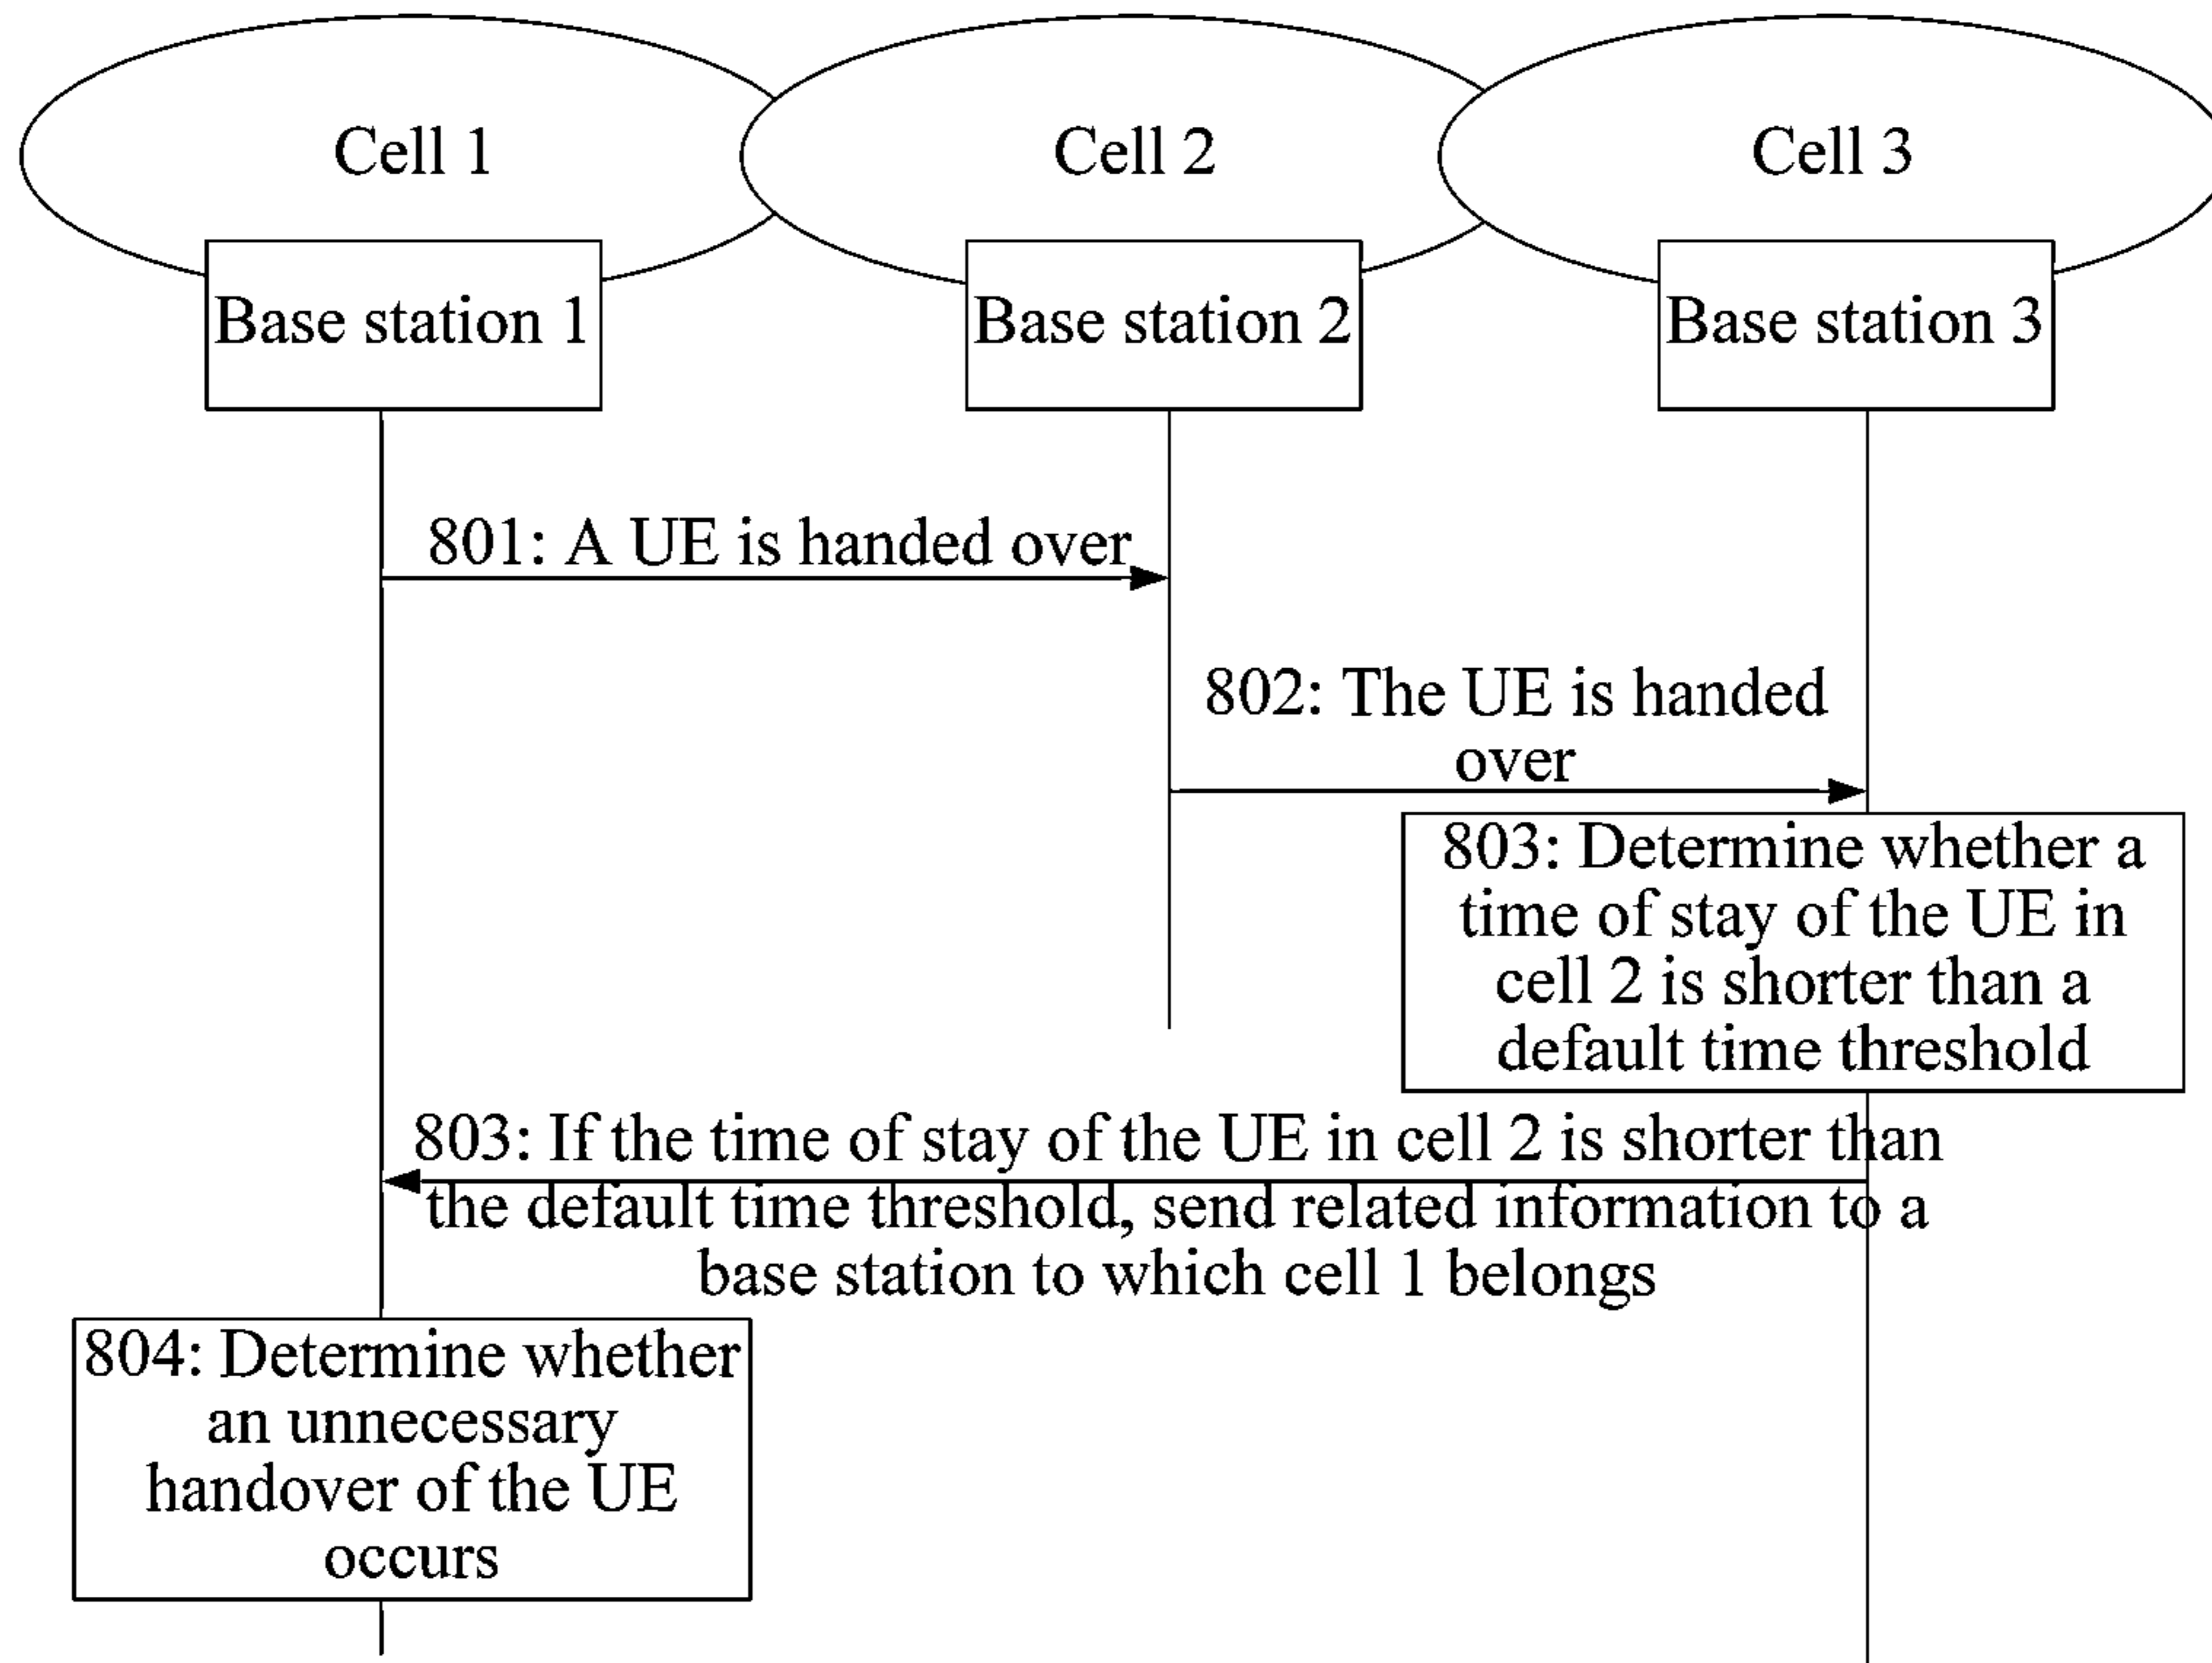 Cell 1
Cell 2
Cell 3
Base station 1
Base station 2
Base station 3
801: A UE is handed over
802: The UE is handed
over
803: Determine whether a
time of stay of the UE in
cell 2 is shorter than a
default time threshold
803: If the time of stay of the UE in cell 2 is shorter than
the default time threshold, send related information to a
base station to which cell 1 belongs
804: Determine whether
an unnecessary
handover of the UE
occurs